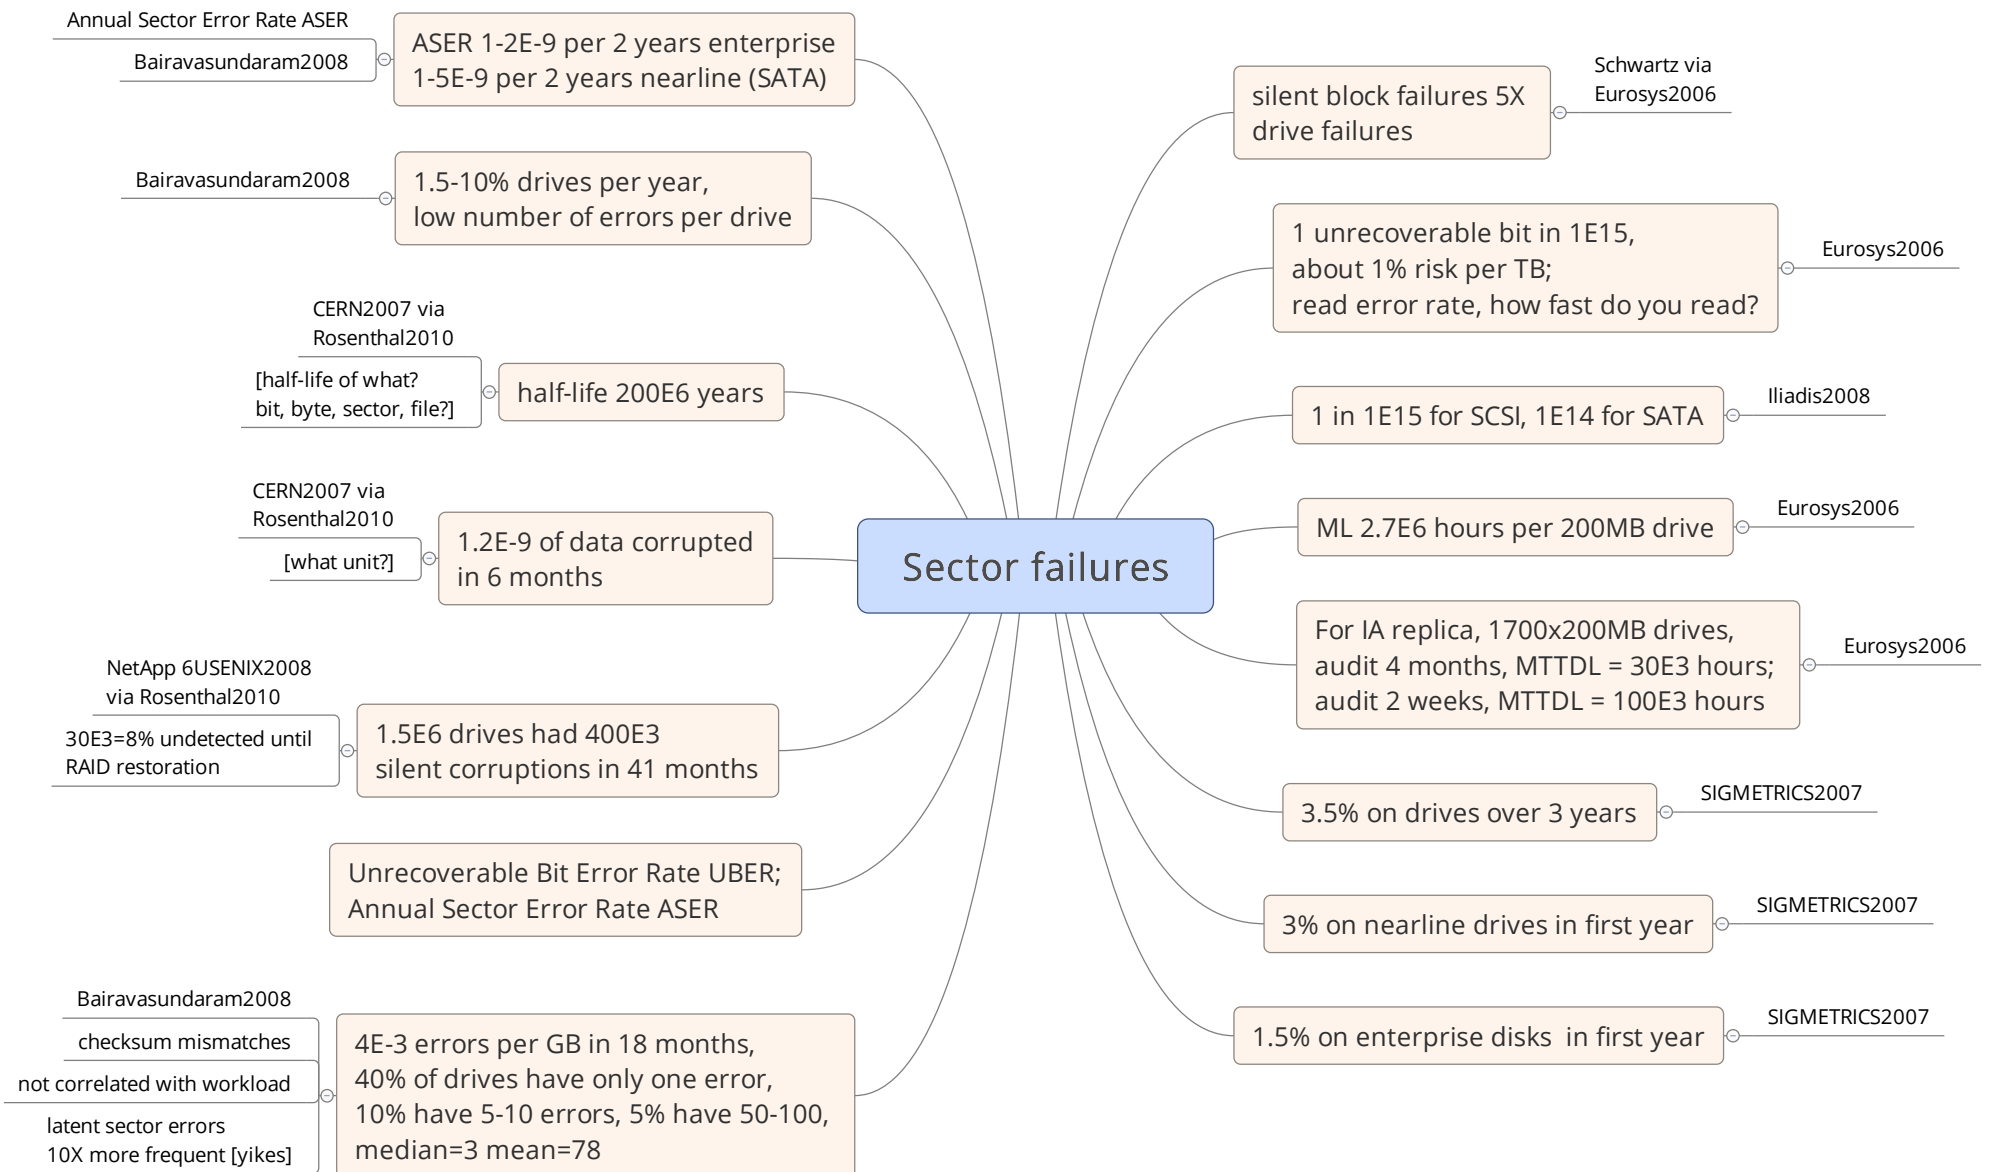 Annual Sector Error Rate ASER
Bairavasundaram2008
ASER 1-2E-9 per 2 years enterprise
1-5E-9 per 2 years nearline (SATA)
Bairavasundaram2008
1.5-10% drives per year,
low number of errors per drive
CERN2007 via
Rosenthal2010
[half-life of what?
bit, byte, sector, file?]
half-life 200E6 years
CERN2007 via
Rosenthal2010
[what unit?]
1.2E-9 of data corrupted
in 6 months
NetApp 6USENIX2008
via Rosenthal2010
30E3=8% undetected until
RAID restoration
1.5E6 drives had 400E3
silent corruptions in 41 months
Unrecoverable Bit Error Rate UBER;
Annual Sector Error Rate ASER
Bairavasundaram2008
checksum mismatches
not correlated with workload
latent sector errors
10X more frequent [yikes]
4E-3 errors per GB in 18 months,
40% of drives have only one error,
10% have 5-10 errors, 5% have 50-100,
median=3 mean=78
Sector failures
silent block failures 5X
drive failures
Schwartz via
Eurosys2006
1 unrecoverable bit in 1E15,
about 1% risk per TB;
read error rate, how fast do you read?
Eurosys2006
1 in 1E15 for SCSI, 1E14 for SATA
Iliadis2008
ML 2.7E6 hours per 200MB drive
Eurosys2006
For IA replica, 1700x200MB drives,
audit 4 months, MTTDL = 30E3 hours;
audit 2 weeks, MTTDL = 100E3 hours
Eurosys2006
3.5% on drives over 3 years
SIGMETRICS2007
3% on nearline drives in first year
SIGMETRICS2007
1.5% on enterprise disks  in first year
SIGMETRICS2007